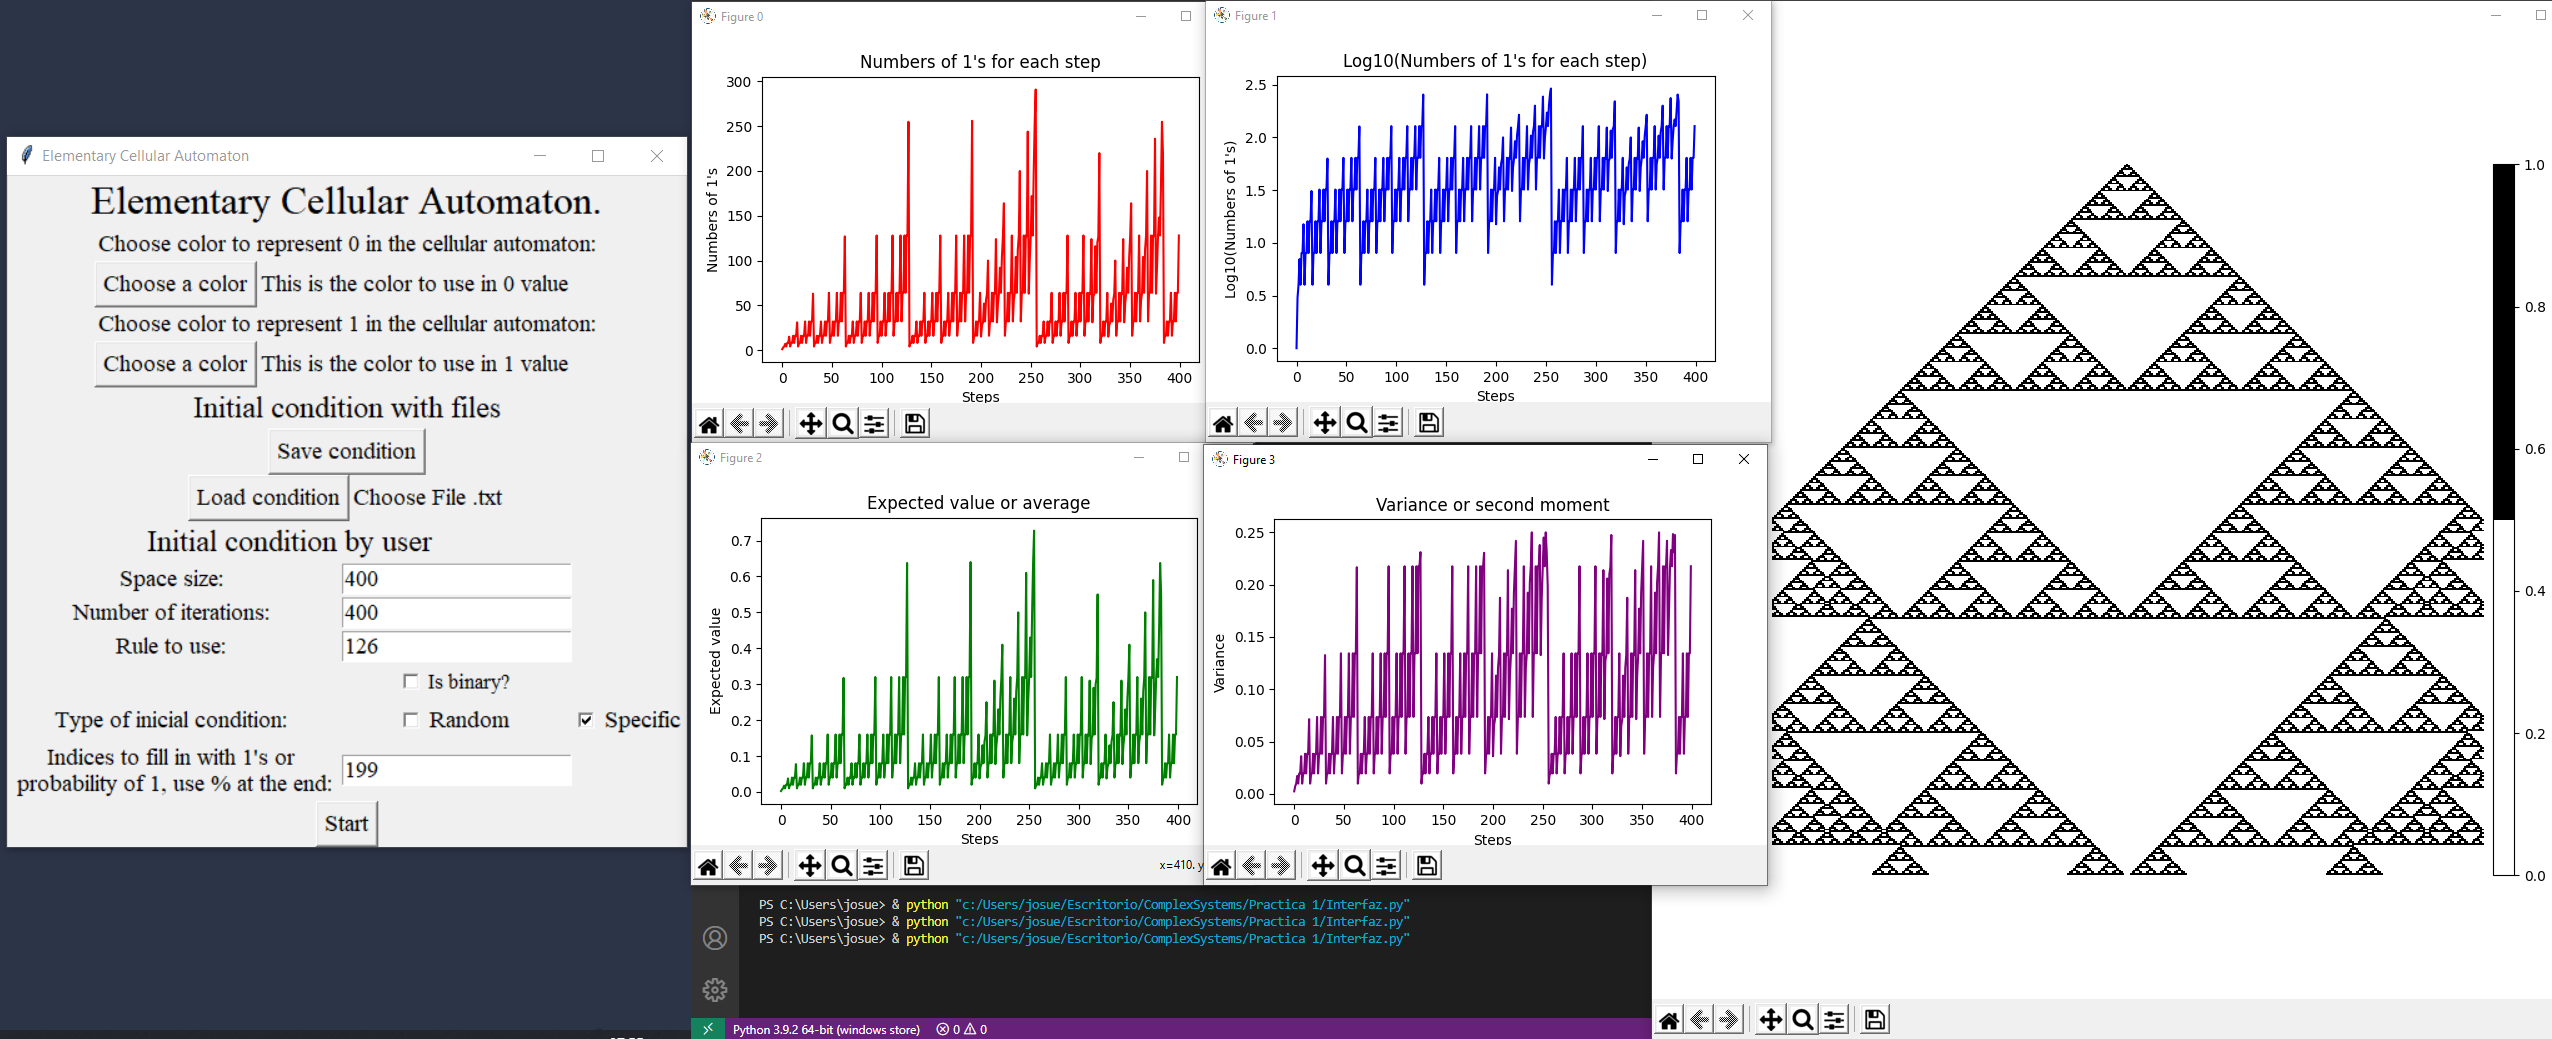 Elementary Cellular Automaton
Elementary Cellular Automaton.
Choose color to represent 0 in the cellular automaton:
Choose a color This is the color to use in 0 value
Choose color to represent 1 in the cellular automaton:
Choose a color This is the color to use in 1 value
Initial condition with files
Save condition
Load condition Choose File .txt
Initial condition by user
Space size: 400
Number of iterations: 400
Rule to use: 126
Is binary?
Type of inicial condition: Random Specific
Indices to fill in with 1's or
probability of 1, use % at the end: 199
Start
Figure 0
Numbers of 1's for each step
Numbers of 1's
300
250
200
150
100
50
0
0 50 100 150 200 250 300 350 400
Steps
Figure 1
Log10(Numbers of 1's for each step)
Log10(Numbers of 1's)
2.5
2.0
1.5
1.0
0.5
0.0
0 50 100 150 200 250 300 350 400
Steps
Figure 2
Expected value or average
Expected value
0.7
0.6
0.5
0.4
0.3
0.2
0.1
0.0
0 50 100 150 200 250 300 350 400
Steps
x=410. y
Figure 3
Variance or second moment
Variance
0.25
0.20
0.15
0.10
0.05
0.00
0 50 100 150 200 250 300 350 400
Steps
1.0
0.8
0.6
0.4
0.2
0.0
PS C:\Users\josue> & python "c:/Users/josue/Escritorio/ComplexSystems/Practica 1/Interfaz.py"
PS C:\Users\josue> & python "c:/Users/josue/Escritorio/ComplexSystems/Practica 1/Interfaz.py"
PS C:\Users\josue> & python "c:/Users/josue/Escritorio/ComplexSystems/Practica 1/Interfaz.py"
Python 3.9.2 64-bit (windows store) 0 0